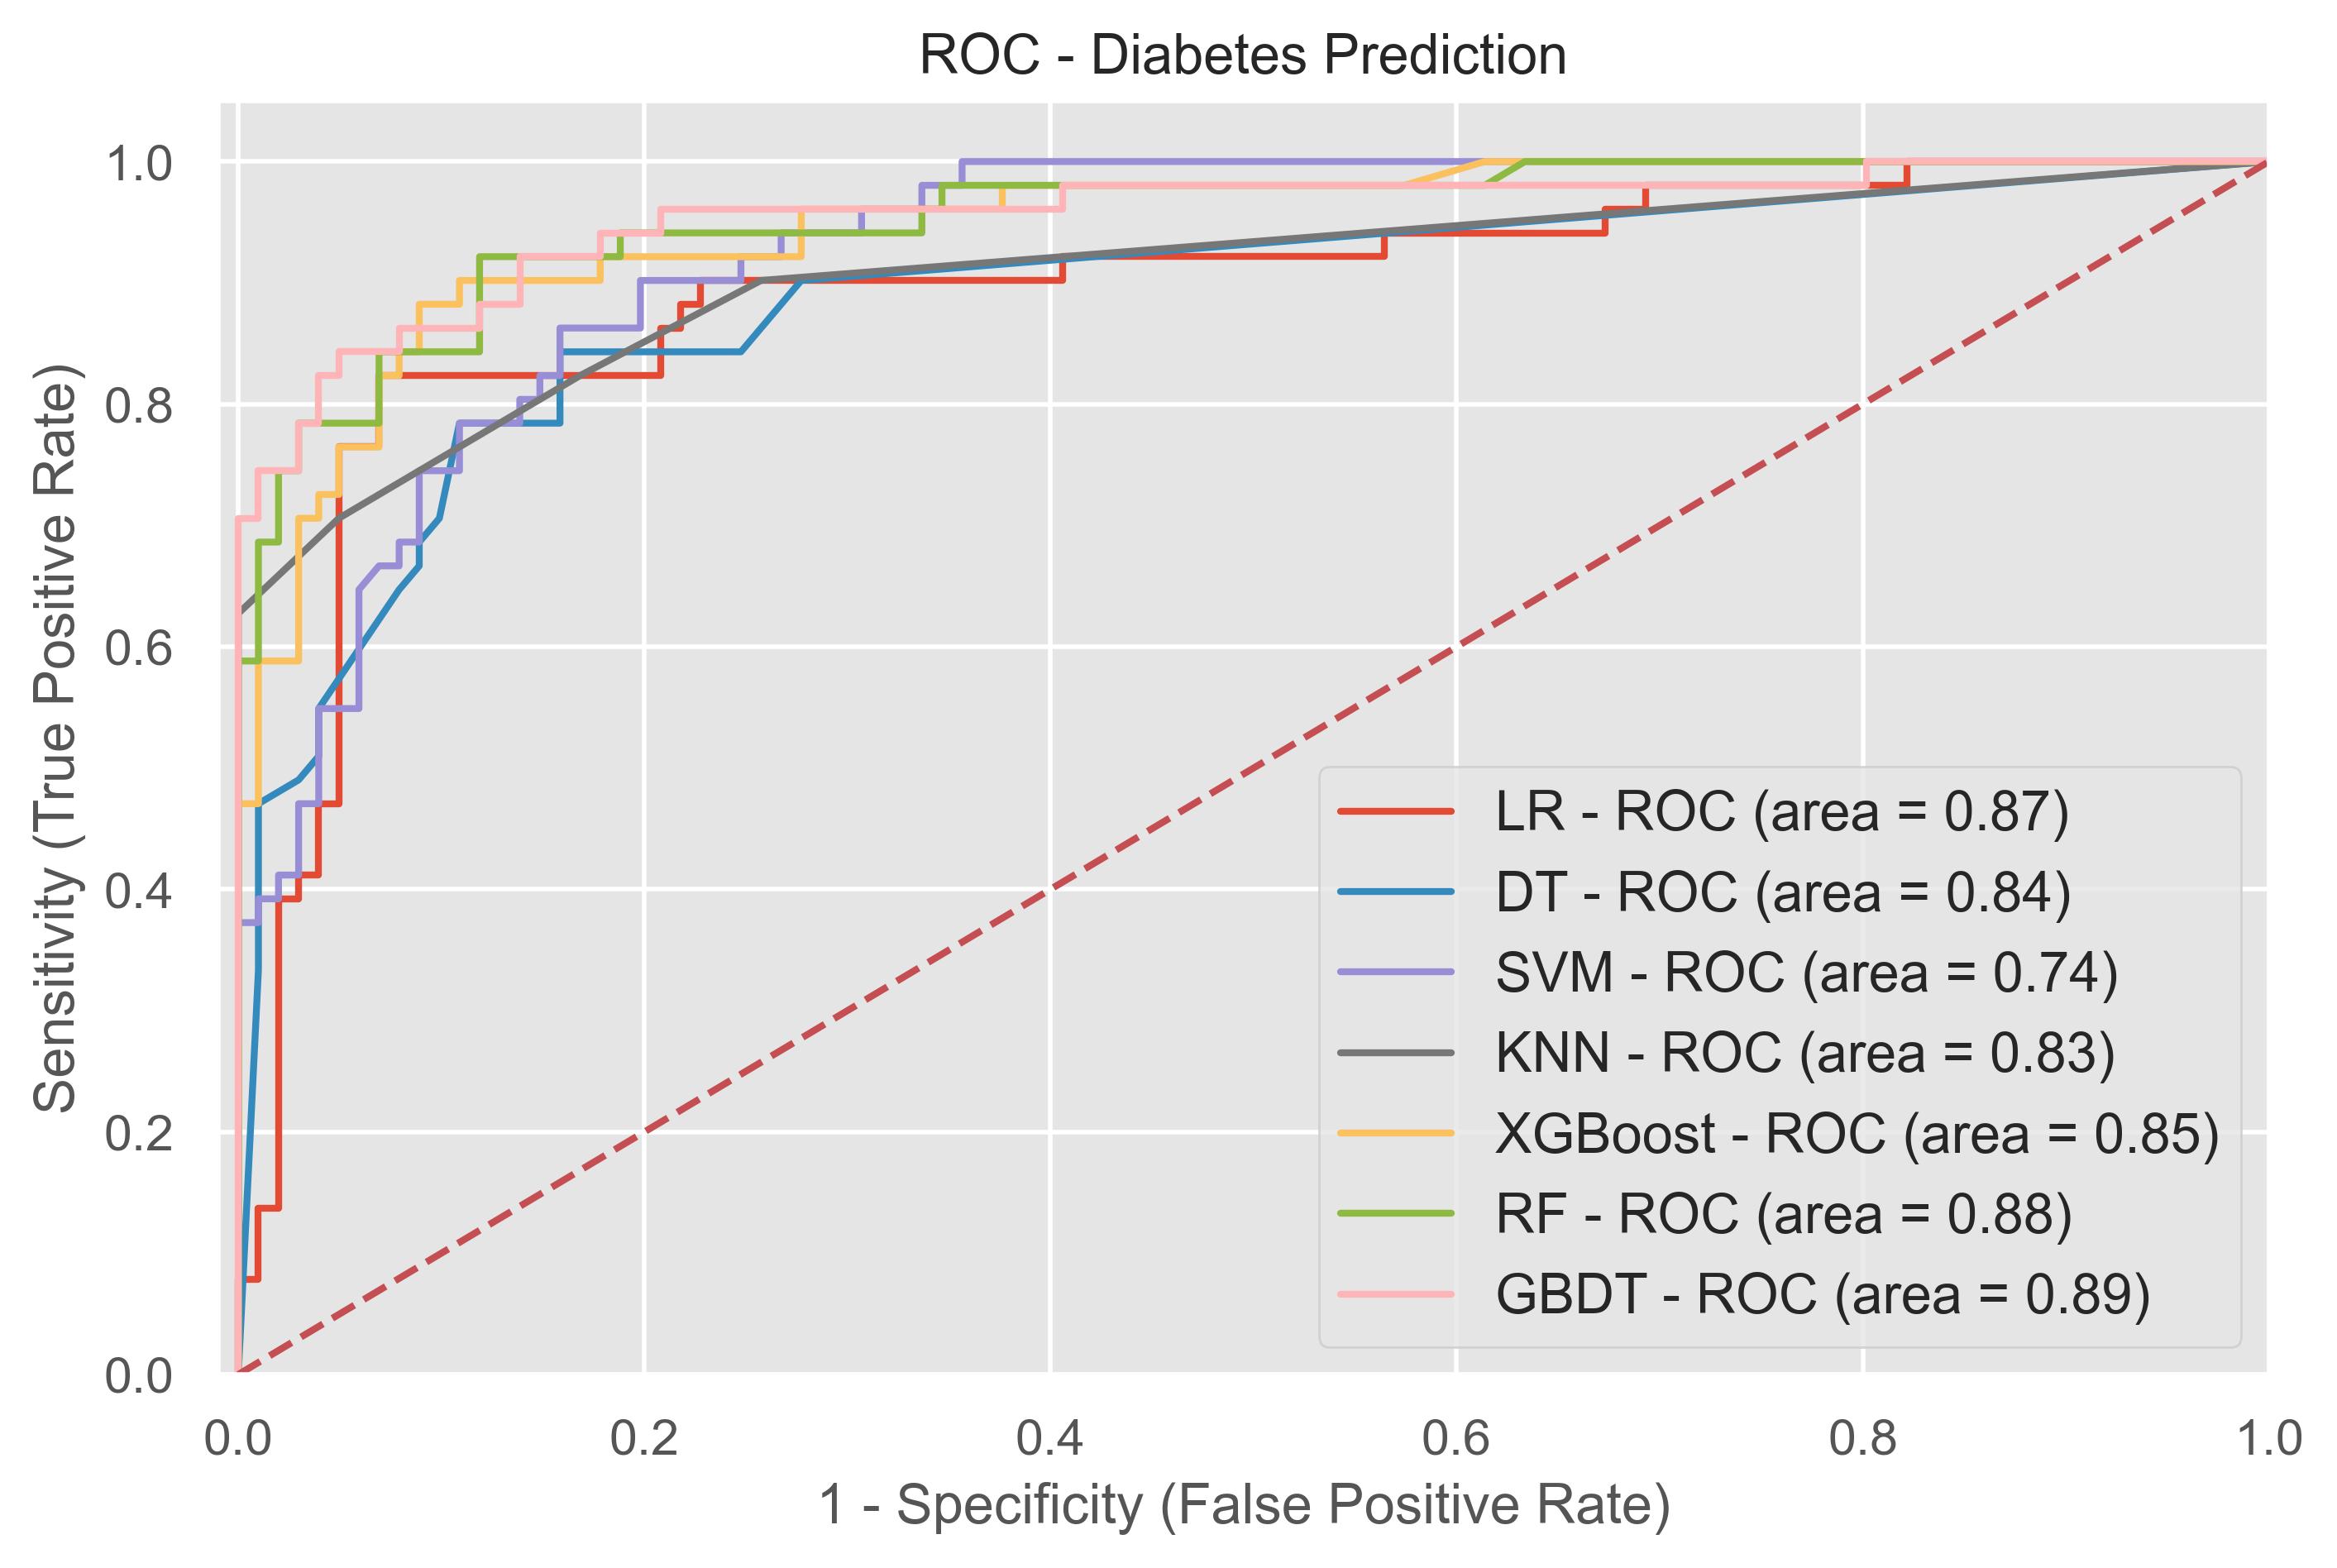 ROC - Diabetes Prediction
1.0
0.8
0.6
0.4
0.2
0.0
Sensitivity (True Positive Rate)
LR - ROC (area = 0.87)
DT - ROC (area = 0.84)
SVM - ROC (area = 0.74)
KNN - ROC (area = 0.83)
XGBoost - ROC (area = 0.85)
RF - ROC (area = 0.88)
GBDT - ROC (area = 0.89)
0.0 0.2 0.4 0.6 0.8 1.0
1 - Specificity (False Positive Rate)